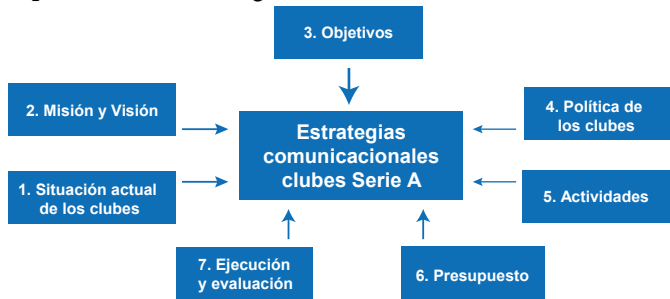 3. Objetivos
2. Misión y Visión
4. Política de
los clubes
Estrategias
comunicacionales
clubes Serie A
1. Situación actual
de los clubes
5. Actividades
7. Ejecución
y evaluación
6. Presupuesto